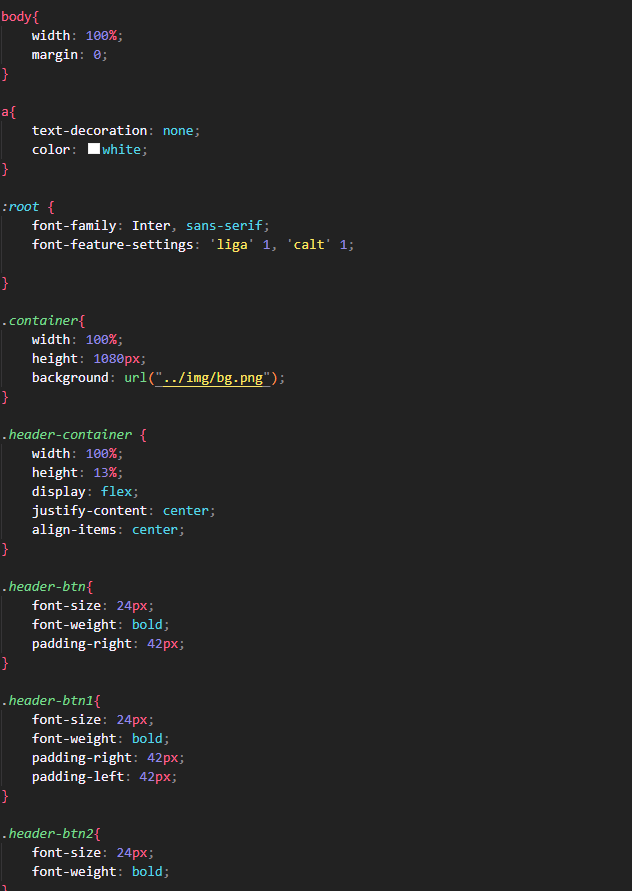 body{
    width: 100%;
    margin: 0;
}

a{
    text-decoration: none;
    color: white;
}

:root {
    font-family: Inter, sans-serif;
    font-feature-settings: 'liga' 1, 'calt' 1;

}

.container{
    width: 100%;
    height: 1080px;
    background: url("../img/bg.png");
}

.header-container {
    width: 100%;
    height: 13%;
    display: flex;
    justify-content: center;
    align-items: center;
}

.header-btn{
    font-size: 24px;
    font-weight: bold;
    padding-right: 42px;
}

.header-btn1{
    font-size: 24px;
    font-weight: bold;
    padding-right: 42px;
    padding-left: 42px;
}

.header-btn2{
    font-size: 24px;
    font-weight: bold;
}